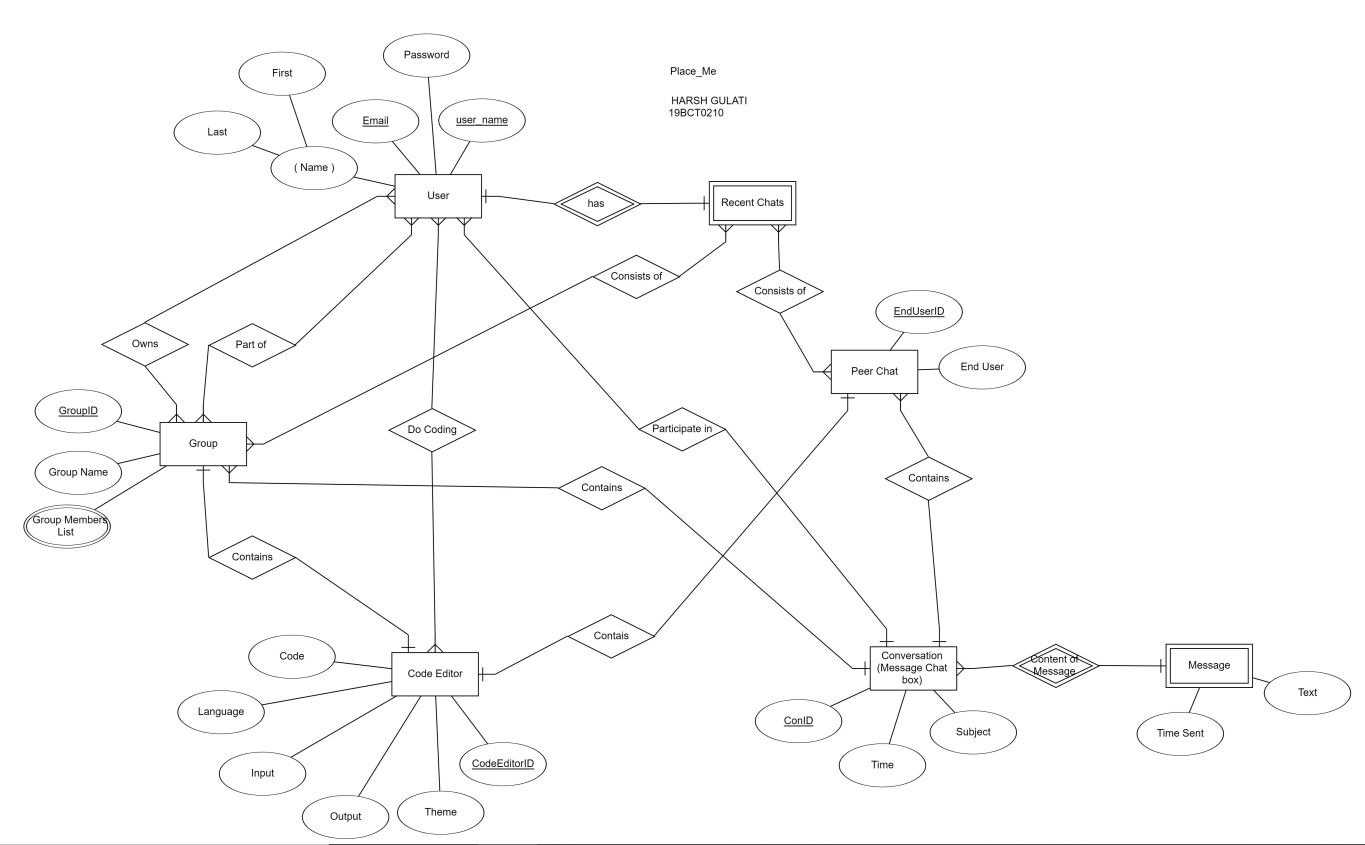 Password
First
Place_Me
HARSH GULATI
19BCT0210
Email
user_name
Last
( Name )
User
has
Recent Chats
Consists of
Consists of
EndUserID
Owns
Part of
Peer Chat
End User
GroupID
Do Coding
Participate in
Group
Group Name
Contains
Contains
Group Members
List
Contains
Contais
Code
Conversation
(Message Chat
box)
Content of
Message
Message
Code Editor
Language
Text
ConID
Subject
Time Sent
Input
CodeEditorID
Time
Output
Theme